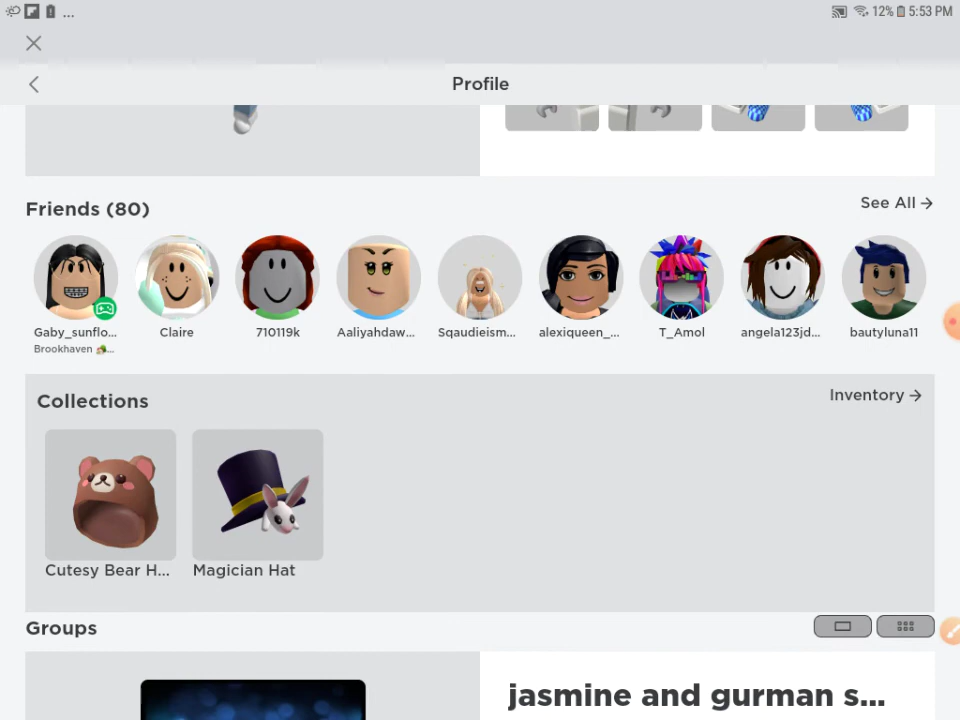 ... 12% 5:53 PM
Profile
Friends (80)
See All →
Gaby_sunflo... Claire 710119k Aaliyahdaw... Sqaudieism... alexiqueen_... T_Amol angela123jd... bautyluna11
Brookhaven ...
Collections
Inventory →
Cutesy Bear H... Magician Hat
Groups
jasmine and gurman s...